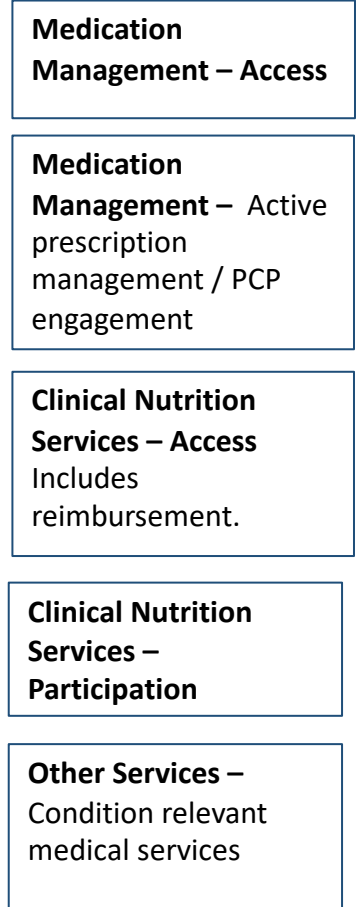 Medication
Management – Access
Medication
Management – Active
prescription
management / PCP
engagement
Clinical Nutrition
Services – Access
Includes
reimbursement.
Clinical Nutrition
Services –
Participation
Other Services –
Condition relevant
medical services